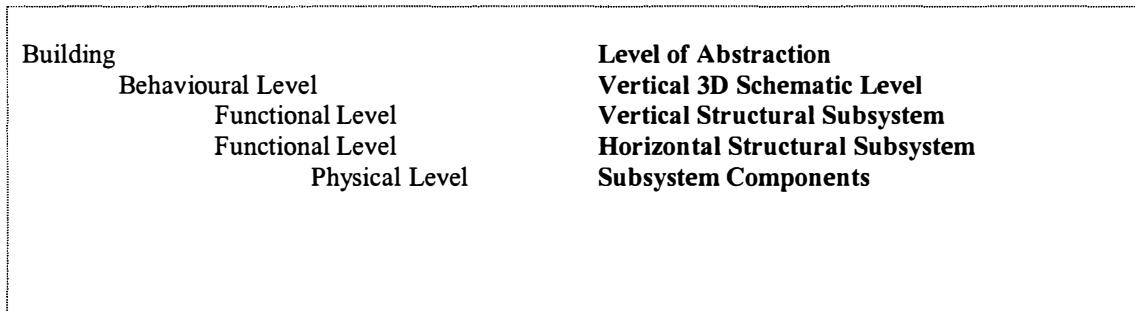 Building Level of Abstraction
Behavioural Level Vertical 3D Schematic Level
Functional Level Vertical Structural Subsystem
Functional Level Horizontal Structural Subsystem
Physical Level Subsystem Components